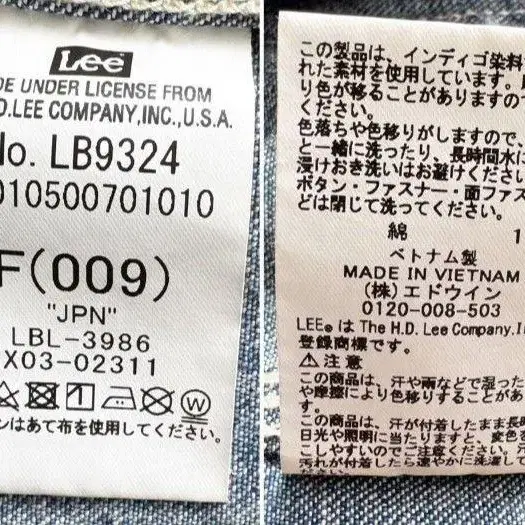 Lee
DE UNDER LICENSE FROM
.D.LEE COMPANY,INC.,U.S.A.
No. LB9324
010500701010
F(009)
"JPN"
LBL-3986
X03-02311
ンはあて布を使用してください。
この製品は、インディゴ染料
れた素材を使用しています。
り色が移ることがありますの
ください。
色落ちや色移りがしますので、
と一緒に洗ったり、長時間水に
浸けおき洗いはお避けください。
ボタン・ファスナー・面ファス
どは閉じて洗ってください。
綿 1
ベトナム製
MADE IN VIETNAM
(株)エドウイン
0120-008-503
LEE® は The H.D. Lee Company.In
登録商標です。
⚠注意
この商品は、汗や雨などで湿った
や摩擦により色移りすることがあ
す。
この商品は、汗が付着したまま長
日光や照明に当たりますと、変色
こしやすいのでご注意ください。汗
汚れが付着したら速やかに洗濯して